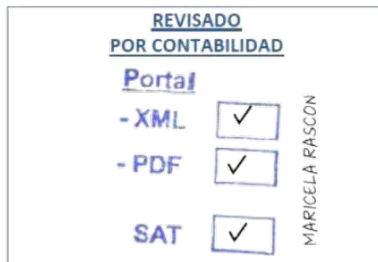 REVISADO
POR CONTABILIDAD
Portal
- XML ✓
- PDF ✓
SAT ✓
MARICELA RASCON